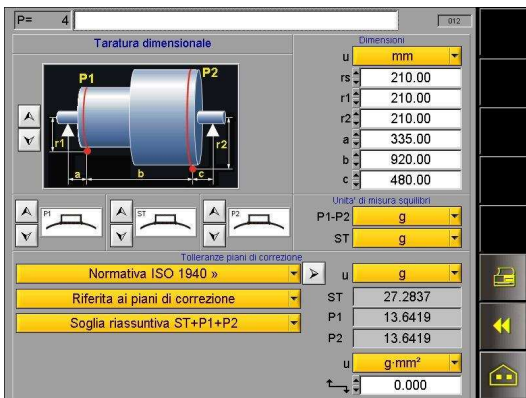 P= 4
012
Taratura dimensionale
P1
P2
r1
r2
a
b
c
Dimensioni
u mm
rs 210.00
r1 210.00
r2 210.00
a 335.00
b 920.00
c 480.00
P1
ST
P2
Unita' di misura squilibri
P1-P2 g
ST g
Tolleranze piani di correzione
Normativa ISO 1940 »
u g
Riferita ai piani di correzione
ST 27.2837
Soglia riassuntiva ST+P1+P2
P1 13.6419
P2 13.6419
u g·mm²
0.000